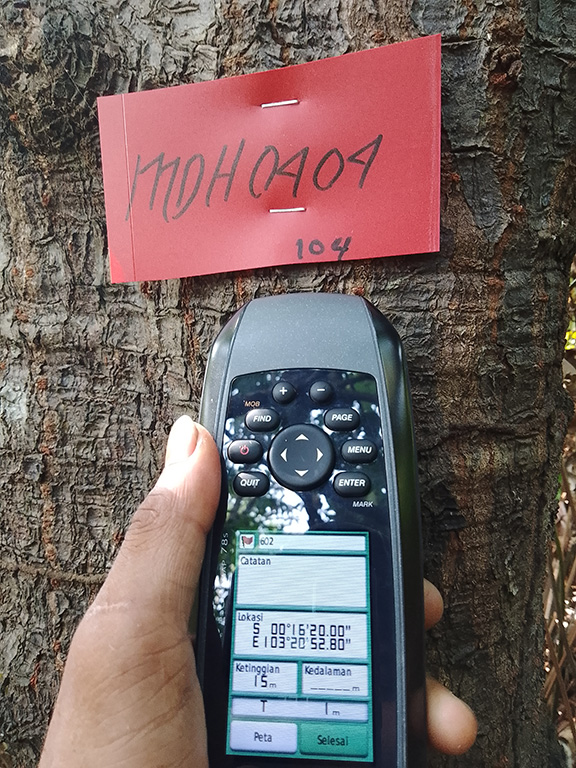 MDH0404
104
+
-
MOB
FIND
PAGE
MENU
QUIT
ENTER
MARK
78s
602
Catatan
Lokasi
S 00°16'20.00"
E103°20'52.80"
Ketinggian
15m
Kedalaman
_____m
T
1m
Peta
Selesai